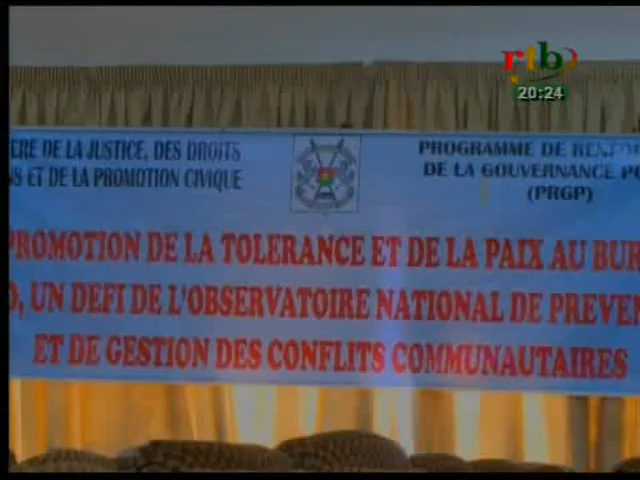 rtb
20:24
ERE DE LA JUSTICE, DES DROITS
S ET DE LA PROMOTION CIVIQUE
PROGRAMME DE RENFO
DE LA GOUVERNANCE PO
(PRGP)
PROMOTION DE LA TOLERANCE ET DE LA PAIX AU BUR
O, UN DEFI DE L'OBSERVATOIRE NATIONAL DE PREVEN
ET DE GESTION DES CONFLITS COMMUNAUTAIRES